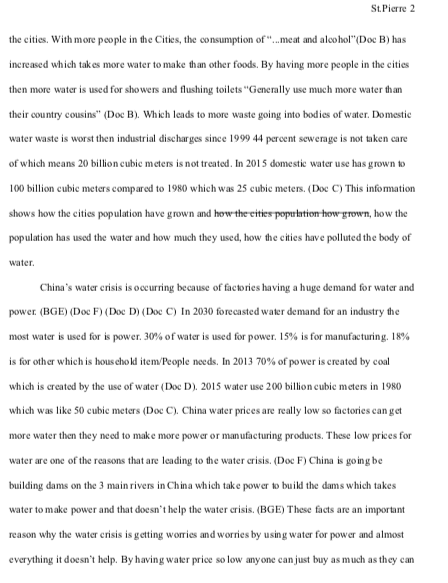 St.Pierre 2
the cities. With more people in the Cities, the consumption of “...meat and alcohol”(Doc B) has
increased which takes more water to make than other foods. By having more people in the cities
then more water is used for showers and flushing toilets “Generally use much more water than
their country cousins” (Doc B). Which leads to more waste going into bodies of water. Domestic
water waste is worst then industrial discharges since 1999 44 percent sewerage is not taken care
of which means 20 billion cubic meters is not treated. In 2015 domestic water use has grown to
100 billion cubic meters compared to 1980 which was 25 cubic meters. (Doc C) This information
shows how the cities population have grown and how the cities population how grown, how the
population has used the water and how much they used, how the cities have polluted the body of
water.
China’s water crisis is occurring because of factories having a huge demand for water and
power. (BGE) (Doc F) (Doc D) (Doc C) In 2030 forecasted water demand for an industry the
most water is used for is power. 30% of water is used for power. 15% is for manufacturing. 18%
is for other which is household item/People needs. In 2013 70% of power is created by coal
which is created by the use of water (Doc D). 2015 water use 200 billion cubic meters in 1980
which was like 50 cubic meters (Doc C). China water prices are really low so factories can get
more water then they need to make more power or manufacturing products. These low prices for
water are one of the reasons that are leading to the water crisis. (Doc F) China is going be
building dams on the 3 main rivers in China which take power to build the dams which takes
water to make power and that doesn’t help the water crisis. (BGE) These facts are an important
reason why the water crisis is getting worries and worries by using water for power and almost
everything it doesn’t help. By having water price so low anyone can just buy as much as they can